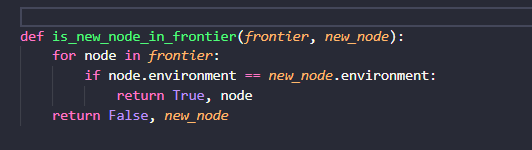 def is_new_node_in_frontier(frontier, new_node):
    for node in frontier:
        if node.environment == new_node.environment:
            return True, node
    return False, new_node